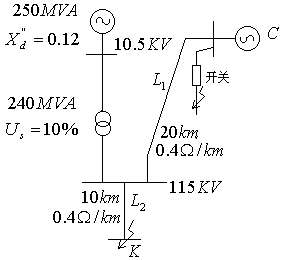 250MVA
X"d = 0.12
10.5KV
C
L1
开关
240MVA
Us = 10%
20km
0.4Ω/km
115KV
10km
0.4Ω/km
L2
K